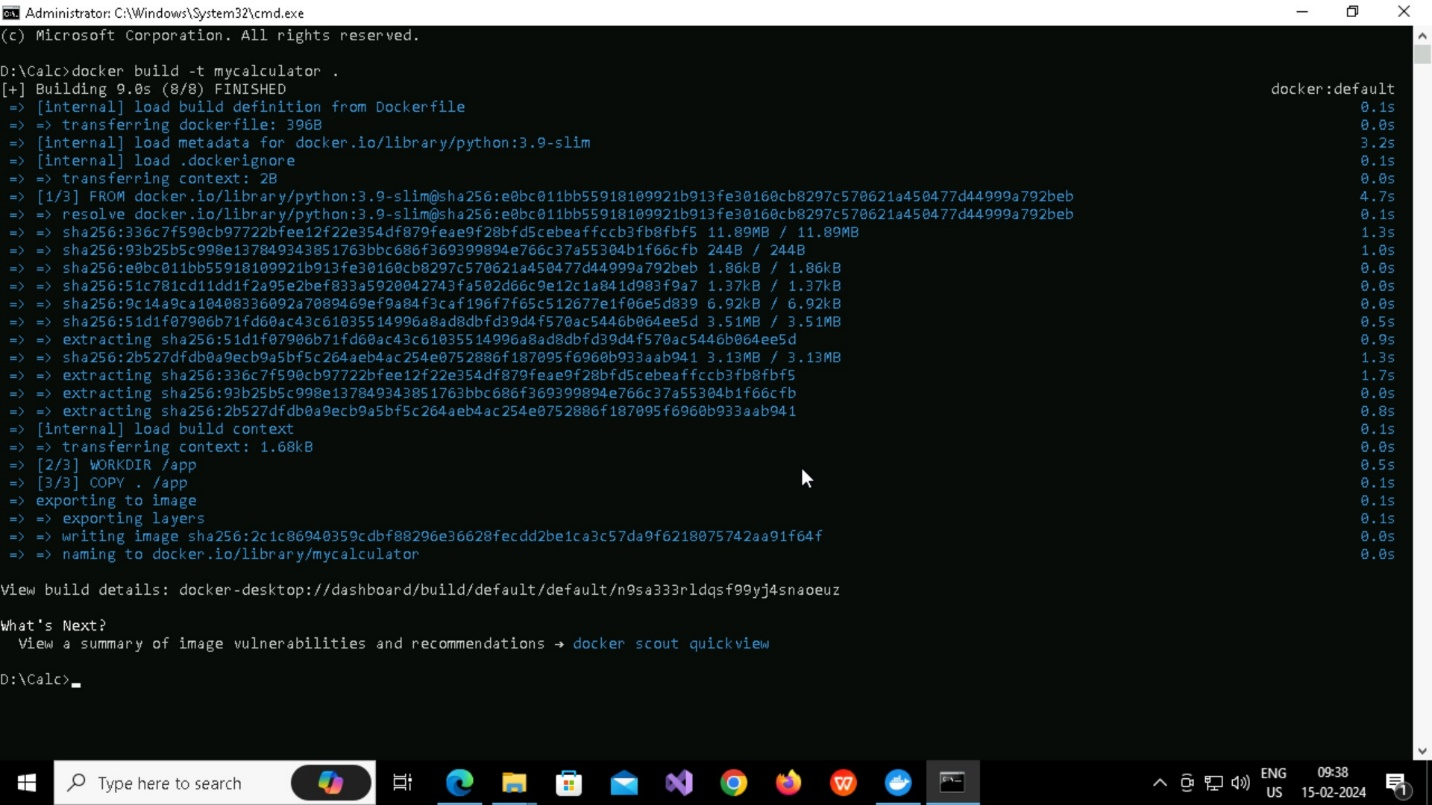 Administrator: C:\Windows\System32\cmd.exe
(c) Microsoft Corporation. All rights reserved.
D:\Calc>docker build -t mycalculator .
[+] Building 9.0s (8/8) FINISHED docker:default
=> [internal] load build definition from Dockerfile 0.1s
=> => transferring dockerfile: 396B 0.0s
=> [internal] load metadata for docker.io/library/python:3.9-slim 3.2s
=> [internal] load .dockerignore 0.1s
=> => transferring context: 2B 0.0s
=> [1/3] FROM docker.io/library/python:3.9-slim@sha256:e0bc011bb55918109921b913fe30160cb8297c570621a450477d44999a792beb 4.7s
=> => resolve docker.io/library/python:3.9-slim@sha256:e0bc011bb55918109921b913fe30160cb8297c570621a450477d44999a792beb 0.1s
=> => sha256:336c7f590cb97722bfee12f22e354df879feae9f28bfd5cebeaffccb3fb8fbf5 11.89MB / 11.89MB 1.3s
=> => sha256:93b25b5c998e137849343851763bbc686f369399894e766c37a55304b1f66cfb 244B / 244B 1.0s
=> => sha256:e0bc011bb55918109921b913fe30160cb8297c570621a450477d44999a792beb 1.86kB / 1.86kB 0.0s
=> => sha256:51c781cd11dd1f2a95e2bef833a5920042743fa502d66c9e12c1a841d983f9a7 1.37kB / 1.37kB 0.0s
=> => sha256:9c14a9ca10408336092a7089469ef9a84f3caf196f7f65c512677e1f06e5d839 6.92kB / 6.92kB 0.0s
=> => sha256:51d1f07906b71fd60ac43c61035514996a8ad8dbfd39d4f570ac5446b064ee5d 3.51MB / 3.51MB 0.5s
=> => extracting sha256:51d1f07906b71fd60ac43c61035514996a8ad8dbfd39d4f570ac5446b064ee5d 0.9s
=> => sha256:2b527dfdb0a9ecb9a5bf5c264aeb4ac254e0752886f187095f6960b933aab941 3.13MB / 3.13MB 1.3s
=> => extracting sha256:336c7f590cb97722bfee12f22e354df879feae9f28bfd5cebeaffccb3fb8fbf5 1.7s
=> => extracting sha256:93b25b5c998e137849343851763bbc686f369399894e766c37a55304b1f66cfb 0.0s
=> => extracting sha256:2b527dfdb0a9ecb9a5bf5c264aeb4ac254e0752886f187095f6960b933aab941 0.8s
=> [internal] load build context 0.1s
=> => transferring context: 1.68kB 0.0s
=> [2/3] WORKDIR /app 0.5s
=> [3/3] COPY . /app 0.1s
=> exporting to image 0.1s
=> => exporting layers 0.1s
=> => writing image sha256:2c1c86940359cdbf88296e36628fecdd2be1ca3c57da9f6218075742aa91f64f 0.0s
=> => naming to docker.io/library/mycalculator 0.0s
View build details: docker-desktop://dashboard/build/default/default/n9sa333rldqsf99yj4snaoeuz
What's Next?
View a summary of image vulnerabilities and recommendations → docker scout quickview
D:\Calc>_
Type here to search
ENG
US
09:38
15-02-2024
1